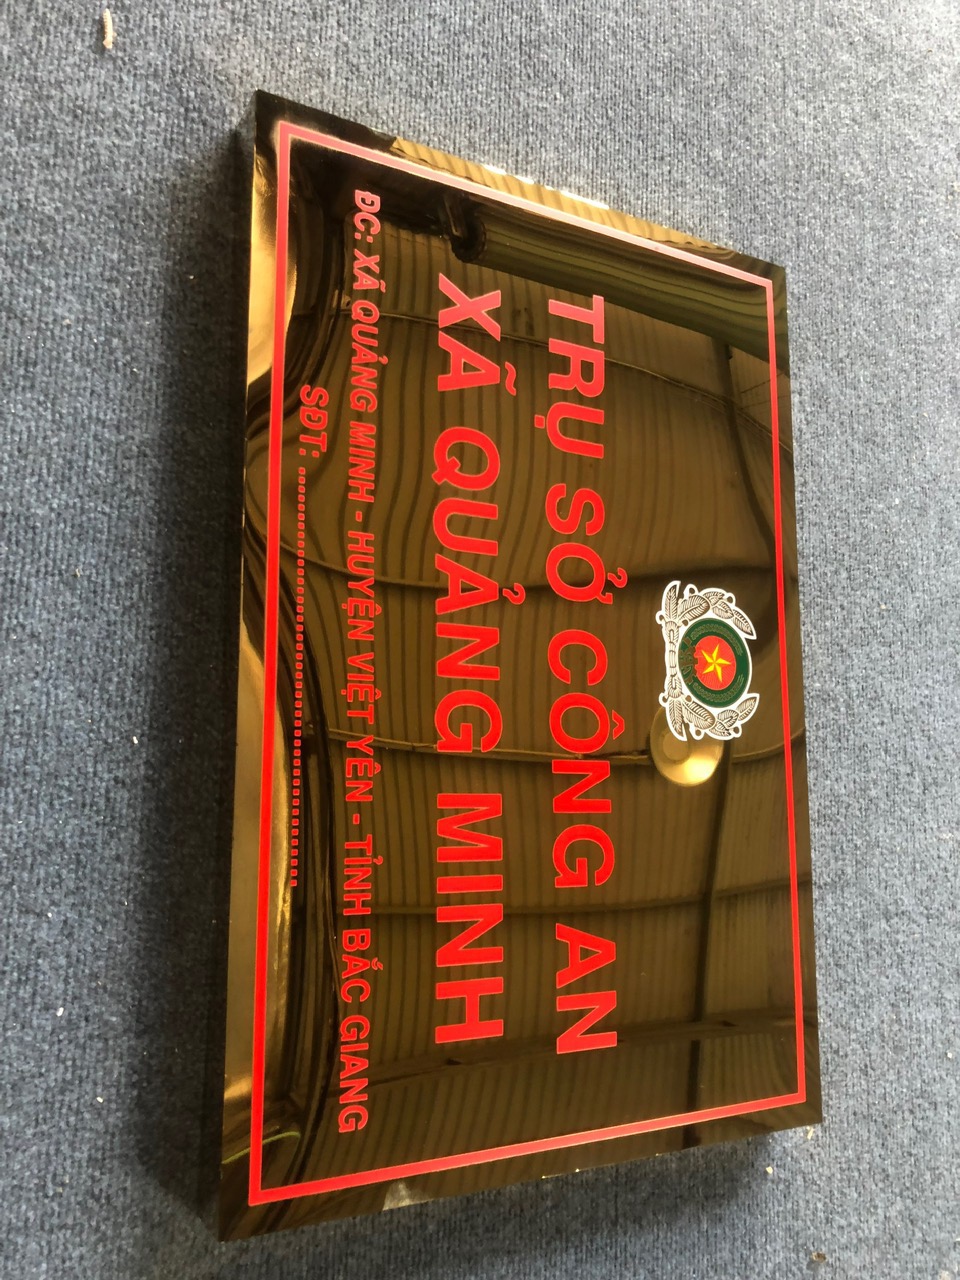 TRỤ SỞ CÔNG AN
XÃ QUẢNG MINH
ĐC: XÃ QUẢNG MINH - HUYỆN VIỆT YÊN - TỈNH BẮC GIANG
SĐT: ........................................